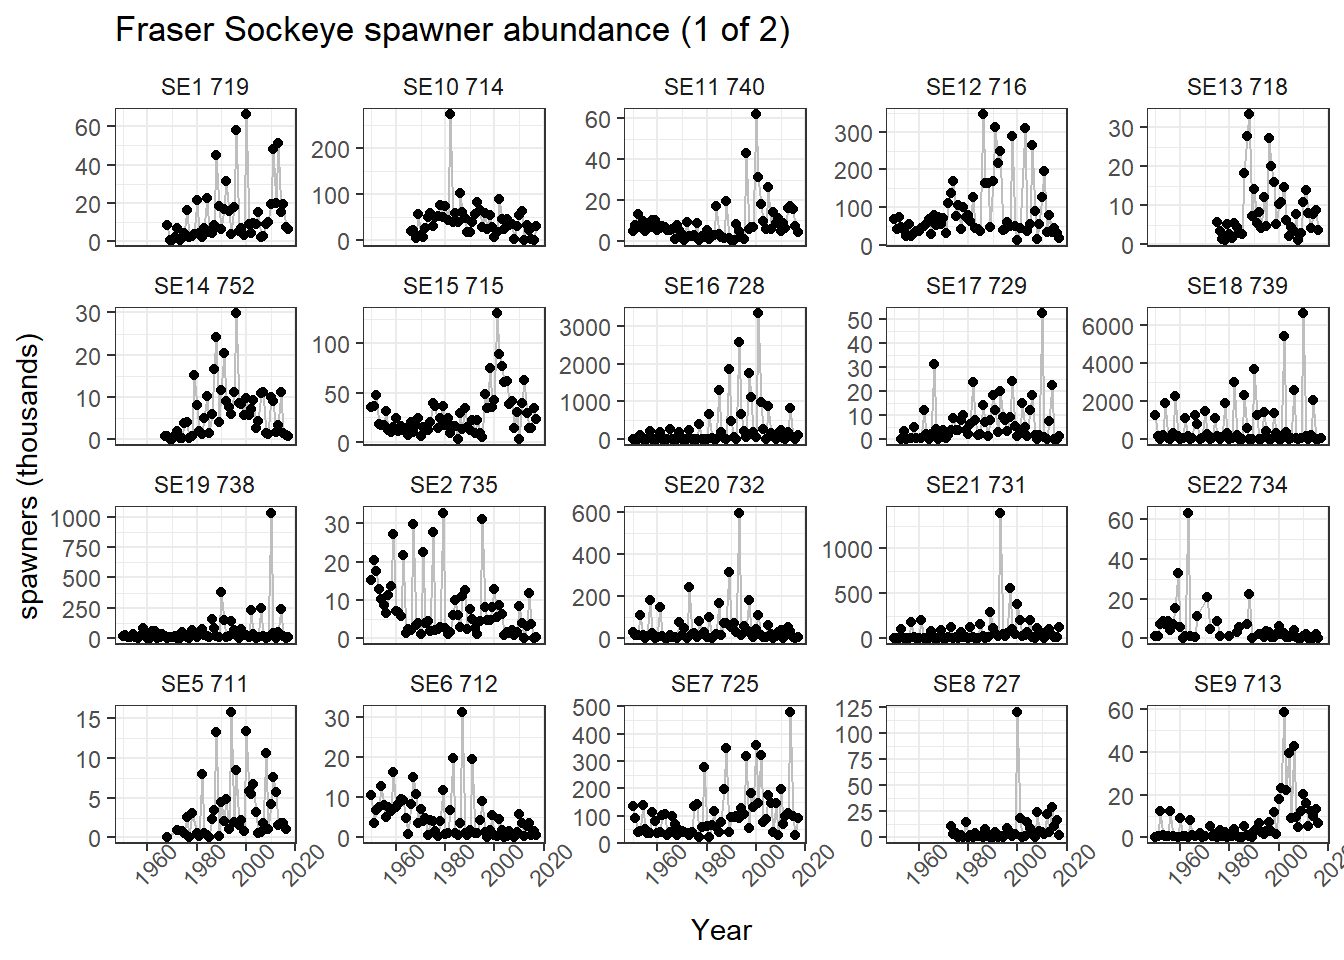 Fraser Sockeye spawner abundance (1 of 2)
SE1 719 SE10 714 SE11 740 SE12 716 SE13 718
60 40 20 0
200 100 0
60 40 20 0
300 200 100 0
30 20 10 0
SE14 752 SE15 715 SE16 728 SE17 729 SE18 739
30 20 10 0
100 50 0
3000 2000 1000 0
50 40 30 20 10 0
6000 4000 2000 0
spawners (thousands)
SE19 738 SE2 735 SE20 732 SE21 731 SE22 734
1000 750 500 250 0
30 20 10 0
600 400 200 0
1000 500 0
60 40 20 0
SE5 711 SE6 712 SE7 725 SE8 727 SE9 713
15 10 5 0
30 20 10 0
500 400 300 200 100 0
125 100 75 50 25 0
60 40 20 0
1960 1980 2000 2020
1960 1980 2000 2020
1960 1980 2000 2020
1960 1980 2000 2020
1960 1980 2000 202
Year